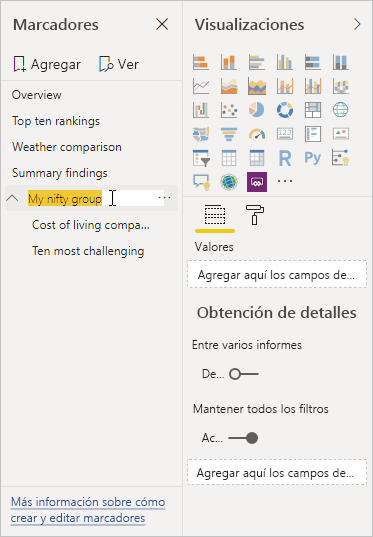 Marcadores
Agregar
Ver
Overview
Top ten rankings
Weather comparison
Summary findings
My nifty group
Cost of living compa...
Ten most challenging
Más información sobre cómo
crear y editar marcadores
Visualizaciones
123
R
Py
Valores
Agregar aquí los campos de...
Obtención de detalles
Entre varios informes
De...
Mantener todos los filtros
Ac...
Agregar aquí los campos de...